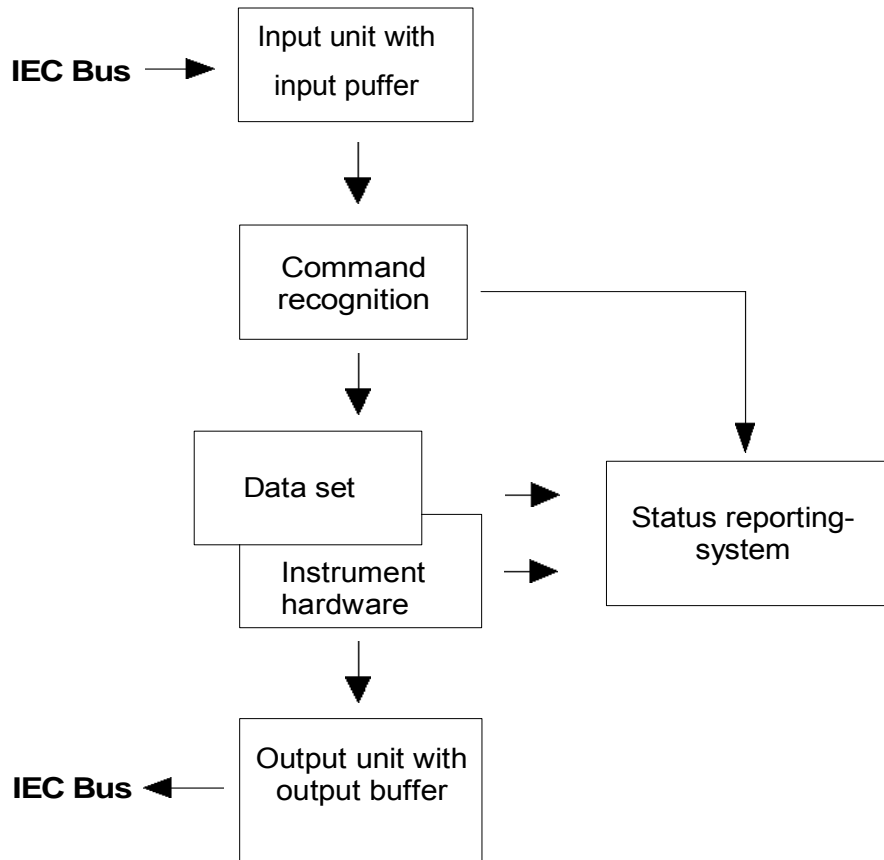 Input unit with
IEC Bus
input puffer
Command
recognition
Data set
Status reporting-
system
Instrument
hardware
Output unit with
IEC Bus
output buffer